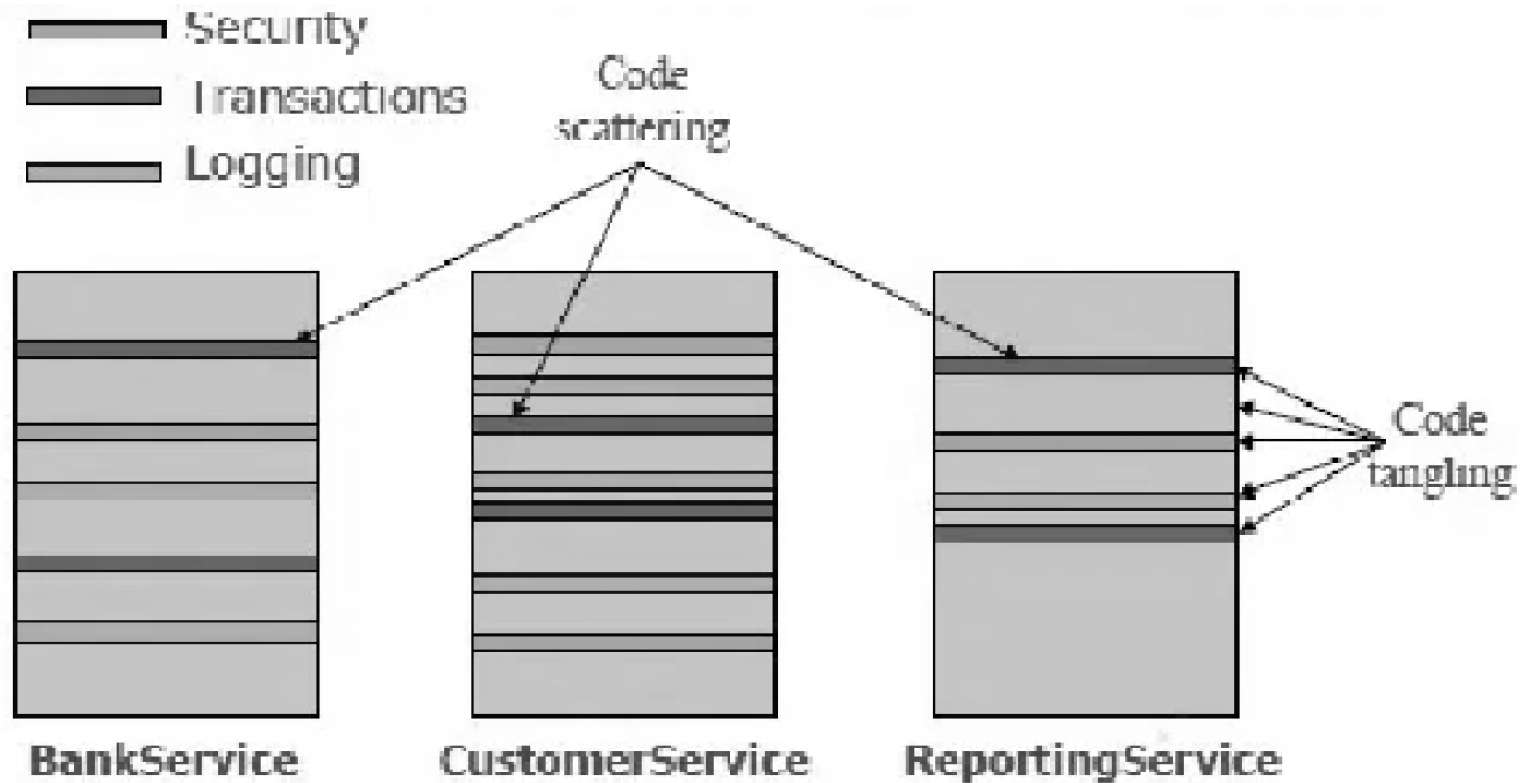 Security
Transactions
Logging
Code
scattering
Code
tangling
BankService
CustomerService
ReportingService